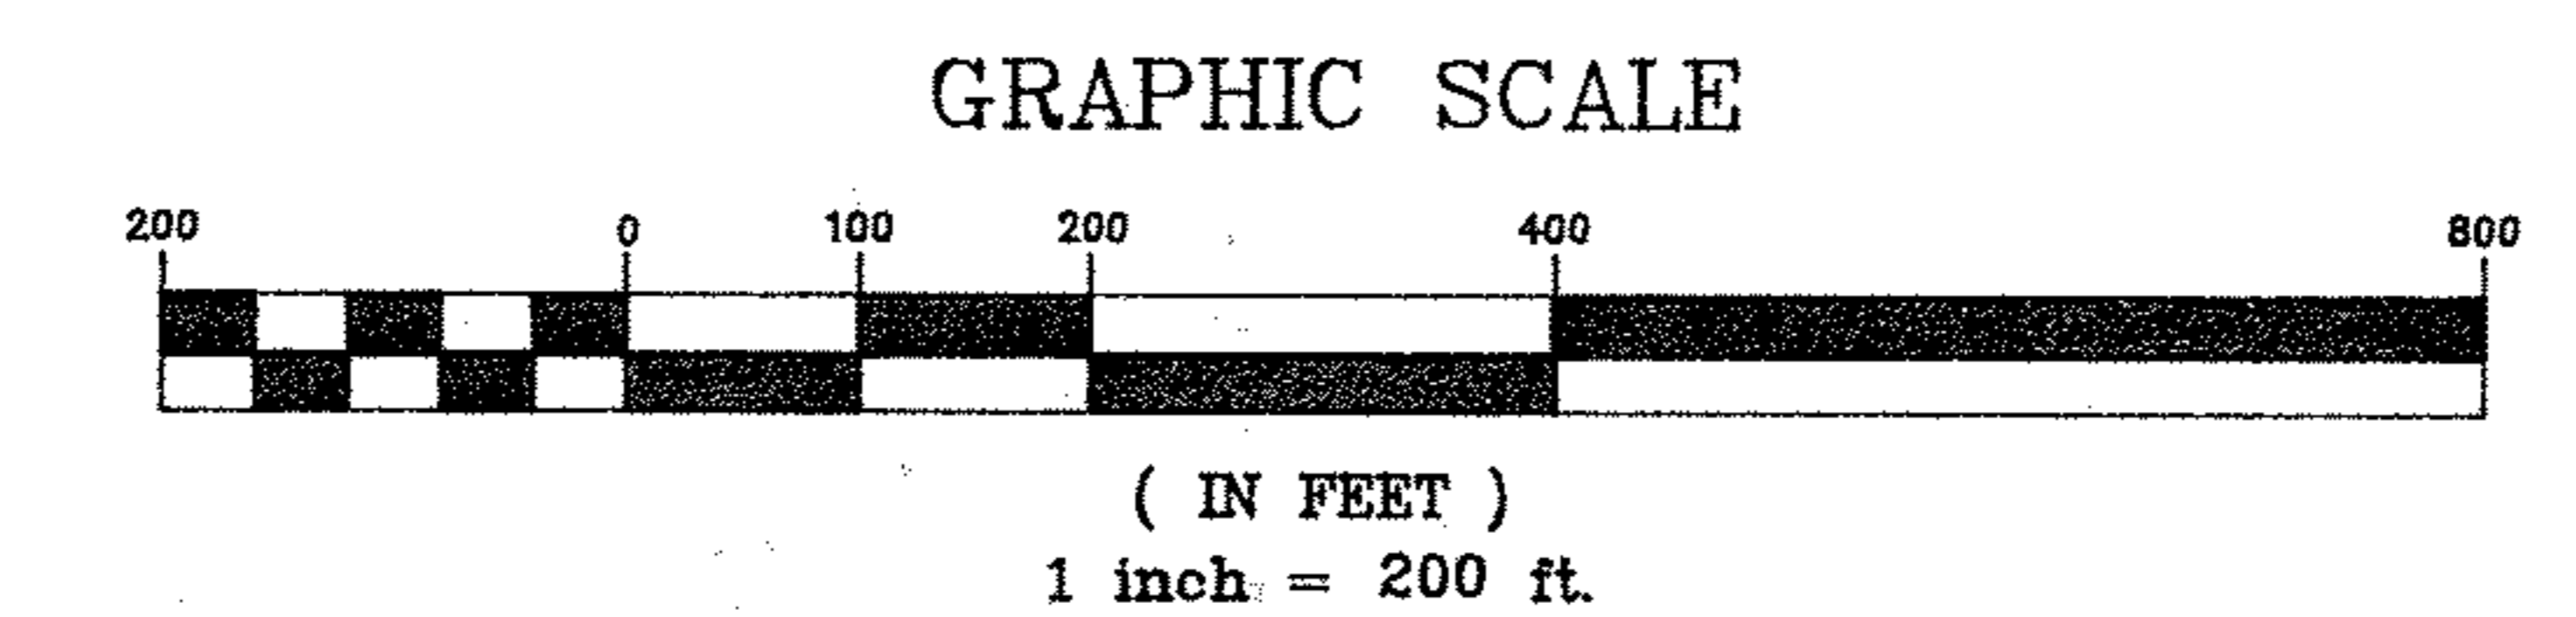 GRAPHIC SCALE
200 0 100 200 400 800
( IN FEET )
1 inch = 200 ft.